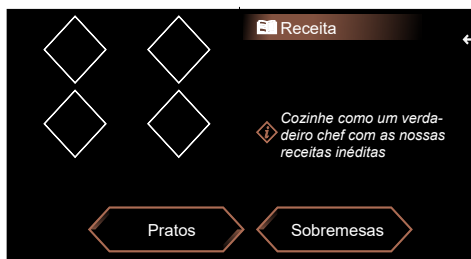 Receita
Cozinhe como um verda-
deiro chef com as nossas
receitas inéditas
Pratos
Sobremesas